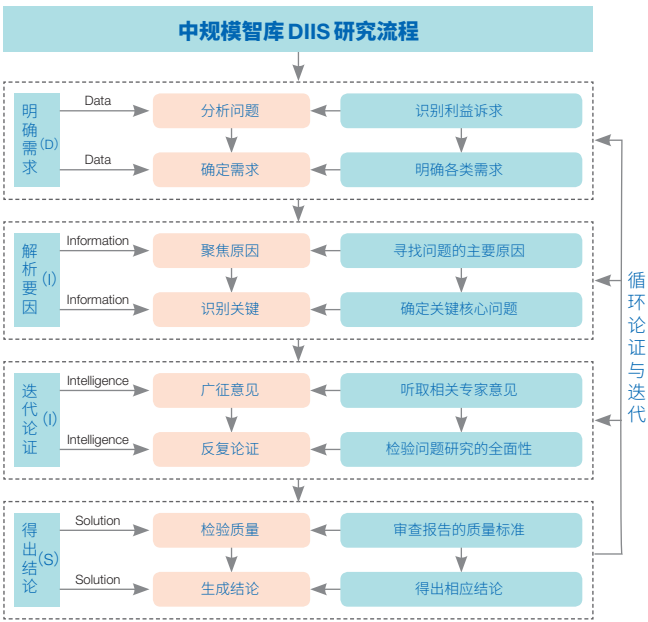 中规模智库 DIIS 研究流程
明确需求
(D)
Data
分析问题
识别利益诉求
Data
确定需求
明确各类需求
解析要因
(I)
Information
聚焦原因
寻找问题的主要原因
Information
识别关键
确定关键核心问题
迭代论证
(I)
Intelligence
广征意见
听取相关专家意见
Intelligence
反复论证
检验问题研究的全面性
得出结论
(S)
Solution
检验质量
审查报告的质量标准
Solution
生成结论
得出相应结论
循环论证与迭代